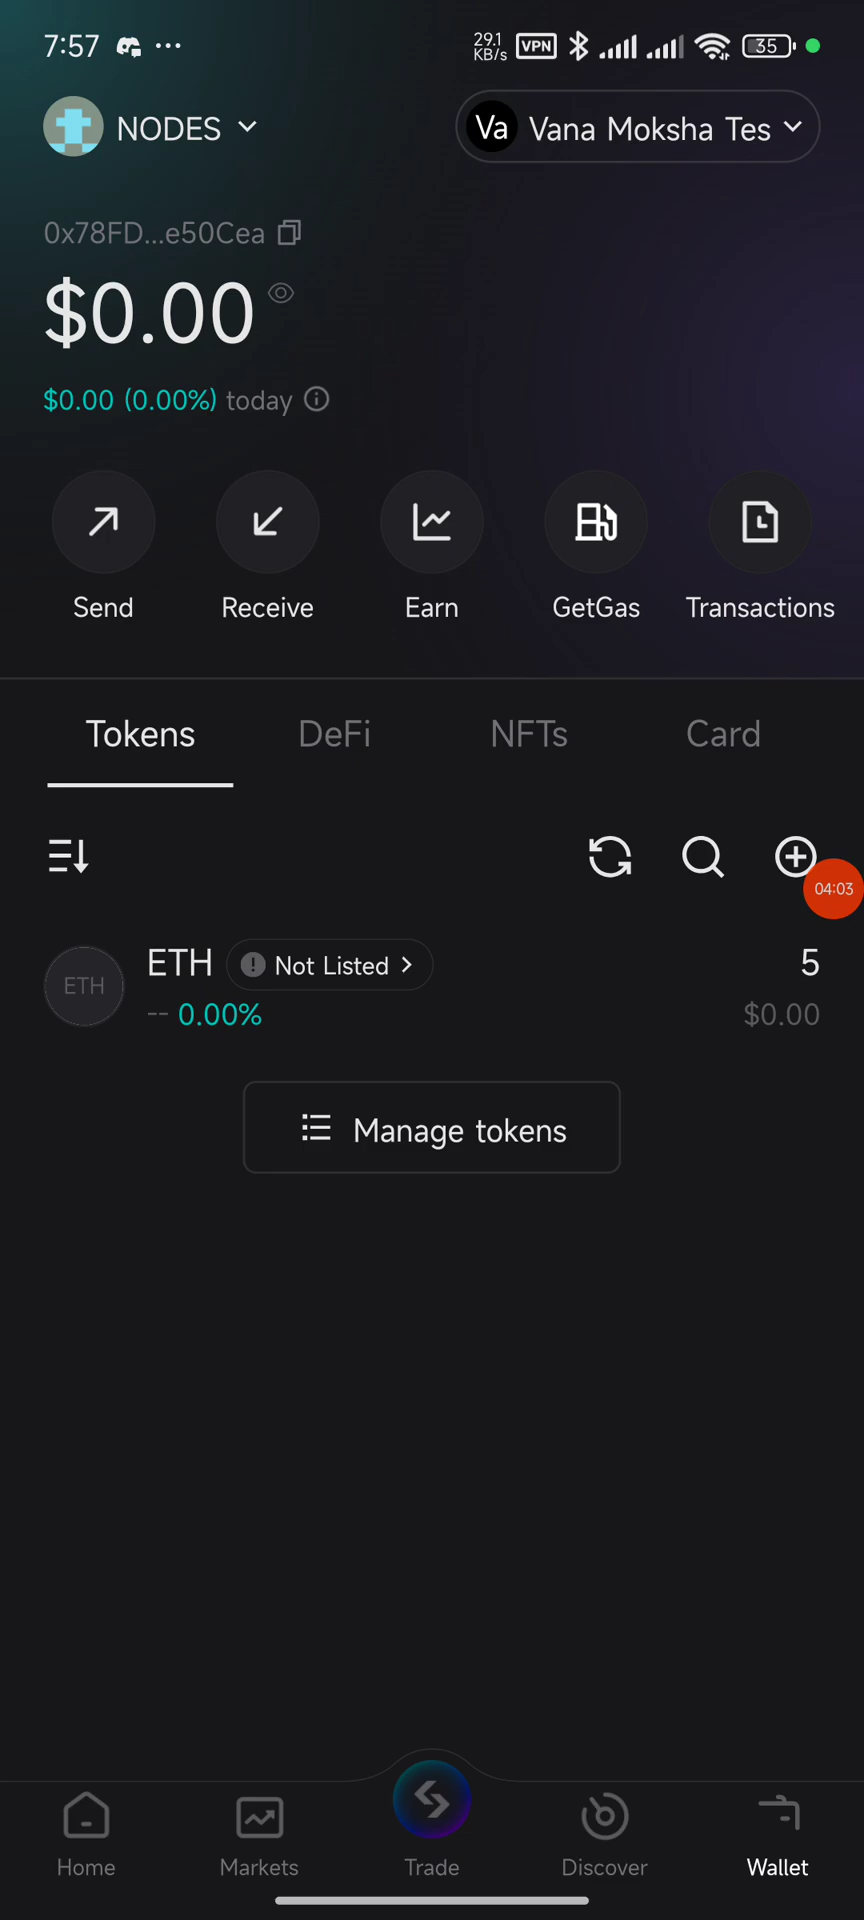 7:57 ... 29.1 KB/s VPN 35
NODES Va Vana Moksha Tes
0x78FD...e50Cea
$0.00
$0.00 (0.00%) today
Send Receive Earn GetGas Transactions
Tokens DeFi NFTs Card
04:03
ETH ETH Not Listed 5
-- 0.00% $0.00
Manage tokens
Home Markets Trade Discover Wallet